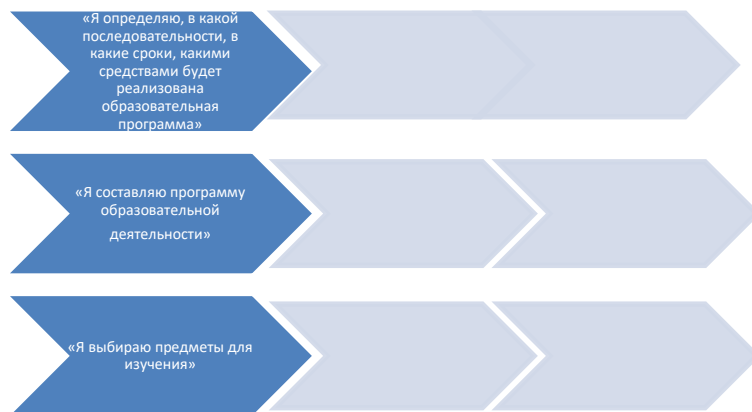 «Я определяю, в какой
последовательности, в
какие сроки, какими
средствами будет
реализована
образовательная
программа»
«Я составляю программу
образовательной
деятельности»
«Я выбираю предметы для
изучения»